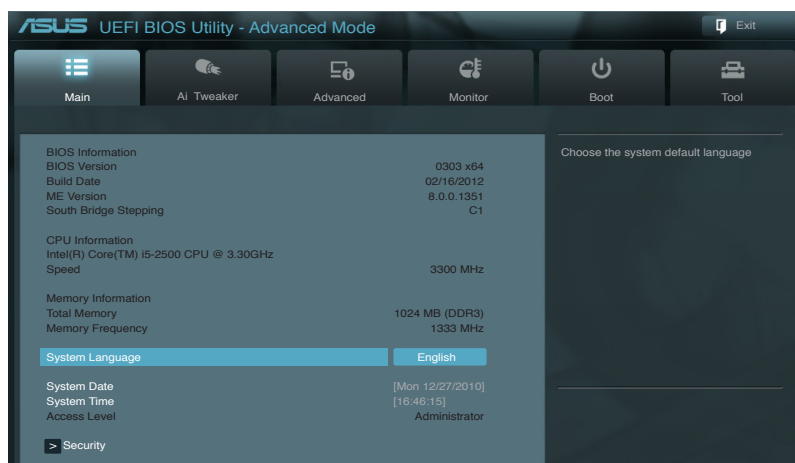 ASUS UEFI BIOS Utility - Advanced Mode
Exit
Main
Ai Tweaker
Advanced
Monitor
Boot
Tool
BIOS Information
BIOS Version 0303 x64
Build Date 02/16/2012
ME Version 8.0.0.1351
South Bridge Stepping C1
CPU Information
Intel(R) Core(TM) i5-2500 CPU @ 3.30GHz
Speed 3300 MHz
Memory Information
Total Memory 1024 MB (DDR3)
Memory Frequency 1333 MHz
System Language English
System Date [Mon 12/27/2010]
System Time [16:46:15]
Access Level Administrator
> Security
Choose the system default language